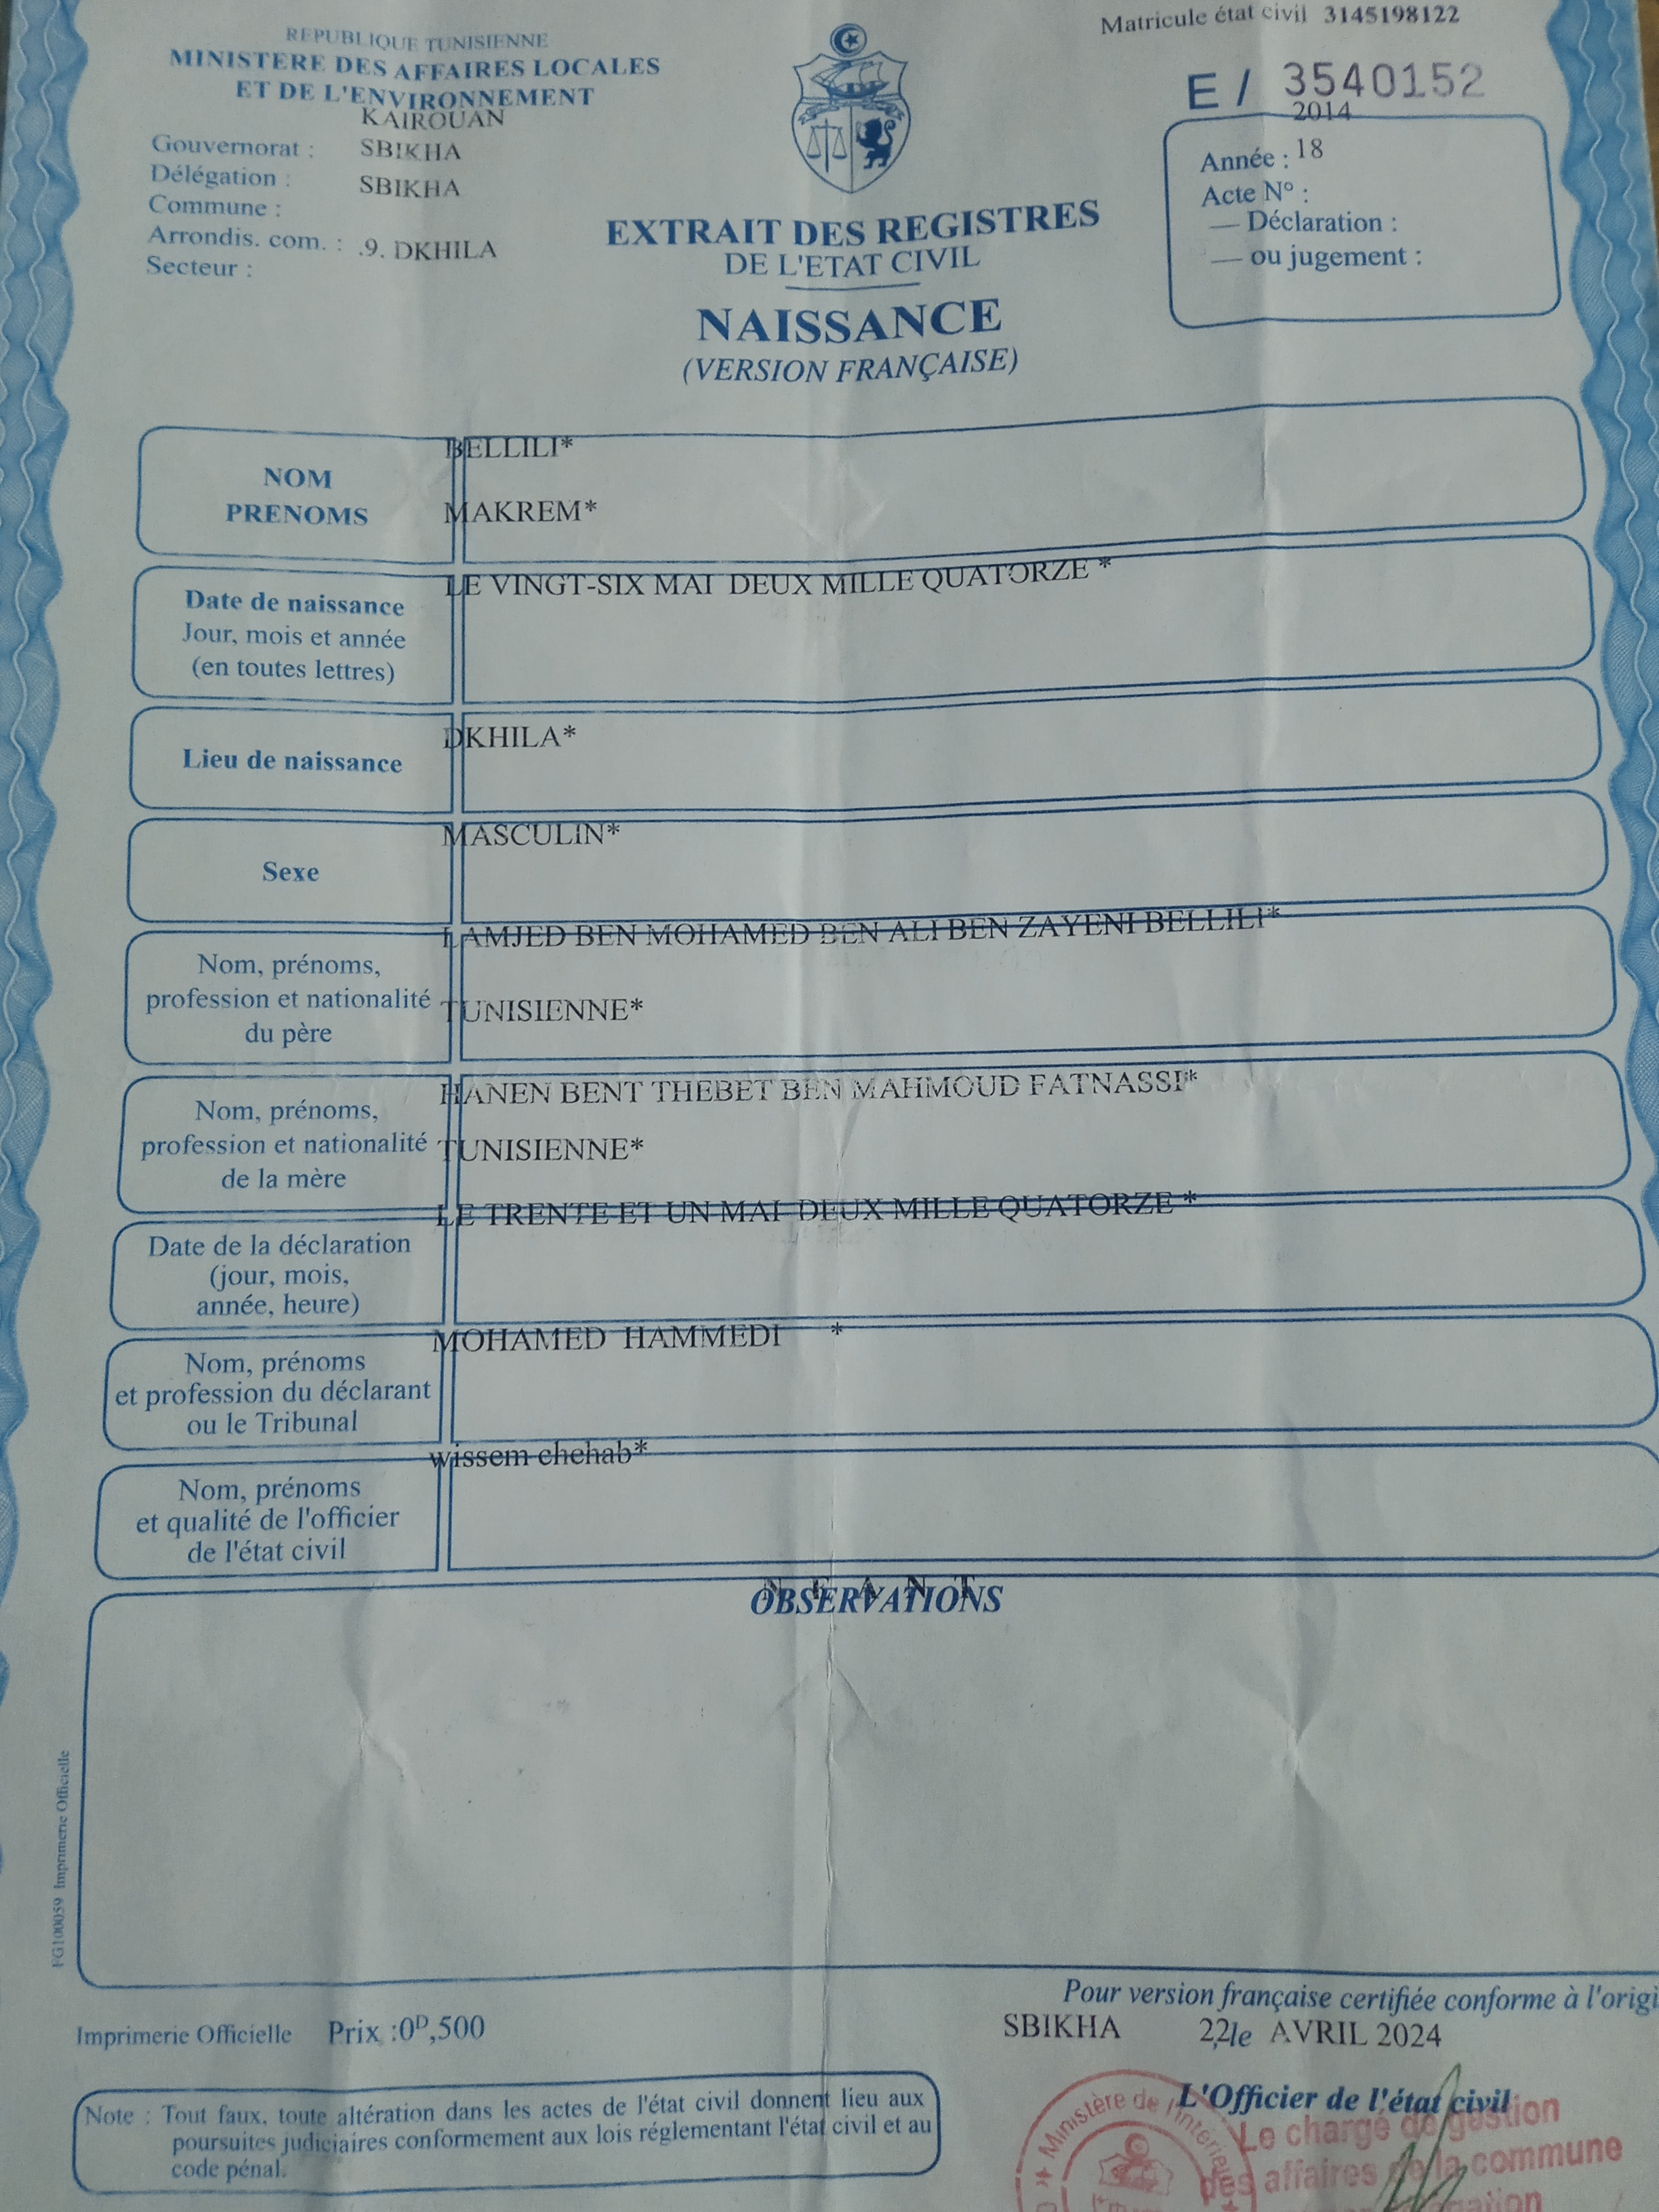 Matricule état civil 3145198122
REPUBLIQUE TUNISIENNE
MINISTERE DES AFFAIRES LOCALES
ET DE L'ENVIRONNEMENT
KAIROUAN
Gouvernorat : SBIKHA
Délégation : SBIKHA
Commune :
Arrondis. com. : .9. DKHILA
Secteur :
E / 3540152
2014
Année : 18
Acte N° :
— Déclaration :
— ou jugement :
EXTRAIT DES REGISTRES
DE L'ETAT CIVIL
NAISSANCE
(VERSION FRANÇAISE)
NOM
PRENOMS
BELLILI*
MAKREM*
Date de naissance
Jour, mois et année
(en toutes lettres)
LE VINGT-SIX MAI DEUX MILLE QUATORZE *
Lieu de naissance
DKHILA*
Sexe
MASCULIN*
Nom, prénoms,
profession et nationalité
du père
LAMJED BEN MOHAMED BEN ALI BEN ZAYENI BELLILI*
TUNISIENNE*
Nom, prénoms,
profession et nationalité
de la mère
HANEN BENT THEBET BEN MAHMOUD FATNASSI*
TUNISIENNE*
Date de la déclaration
(jour, mois,
année, heure)
LE TRENTE ET UN MAI DEUX MILLE QUATORZE *
Nom, prénoms
et profession du déclarant
ou le Tribunal
MOHAMED HAMMEDI *
Nom, prénoms
et qualité de l'officier
de l'état civil
wissem chehab*
N E A N T
OBSERVATIONS
FG100059 Imprimerie Officielle
Pour version française certifiée conforme à l'origi
Imprimerie Officielle Prix :0ᴰ,500
SBIKHA 22 le AVRIL 2024
L'Officier de l'état civil
Note : Tout faux, toute altération dans les actes de l'état civil donnent lieu aux
poursuites judiciaires conformement aux lois réglementant l'état civil et au
code pénal.
Ministère de l'Intérieur
Le chargé de gestion
des affaires de la commune